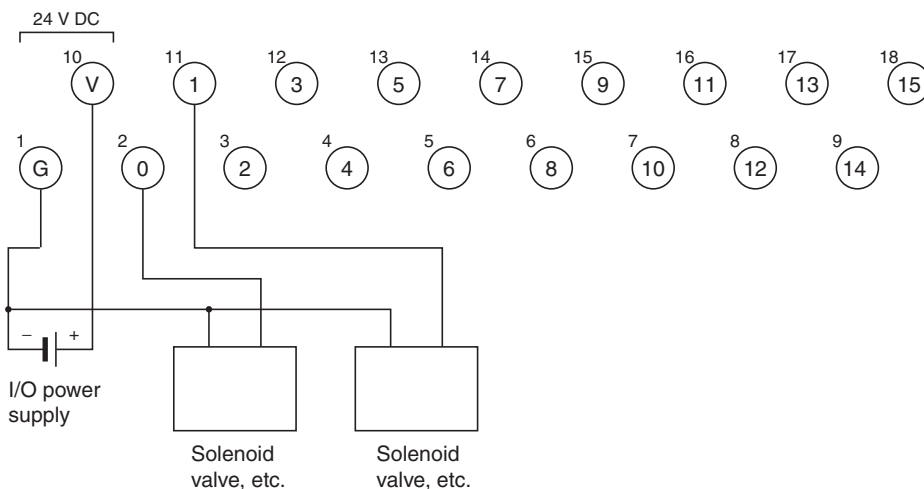 24 V DC
10 11 12 13 14 15 16 17 18
V 1 3 5 7 9 11 13 15
1 2 3 4 5 6 7 8 9
G 0 2 4 6 8 10 12 14
− +
I/O power
supply
Solenoid
valve, etc.
Solenoid
valve, etc.